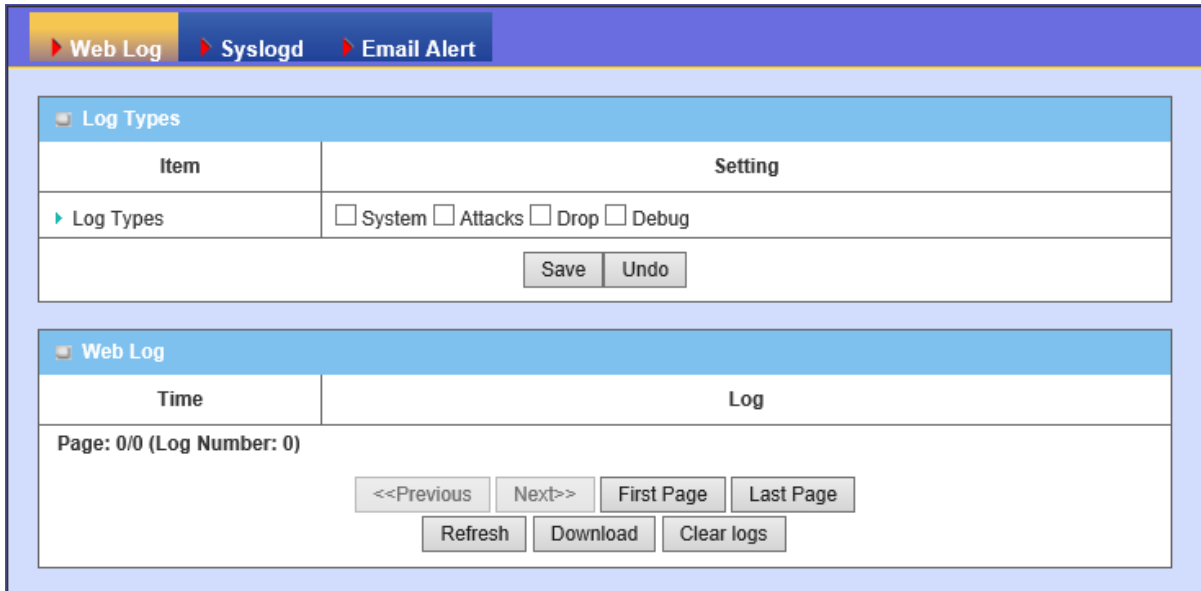 Web Log Syslogd Email Alert
Log Types
Item Setting
Log Types System Attacks Drop Debug
Save Undo
Web Log
Time Log
Page: 0/0 (Log Number: 0)
<<Previous Next>> First Page Last Page
Refresh Download Clear logs